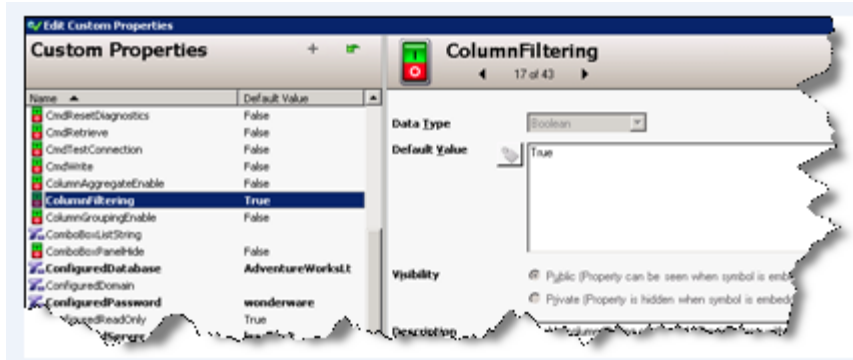 Edit Custom Properties
Custom Properties
Name
Default Value
CmdResetDiagnostics False
CmdRetrieve False
CmdTestConnection False
CmdWrite False
ColumnAggregateEnable False
ColumnFiltering True
ColumnGroupingEnable False
ComboBoxListString
ComboBoxPanelHide False
ConfiguredDatabase AdventureWorksLt
ConfiguredDomain
ConfiguredPassword wonderware
ConfiguredReadOnly True
ColumnFiltering
17 of 43
Data Type Boolean
Default Value True
Visibility
Public (Property can be seen when symbol is
Private (Property is hidden when symbol is
Description